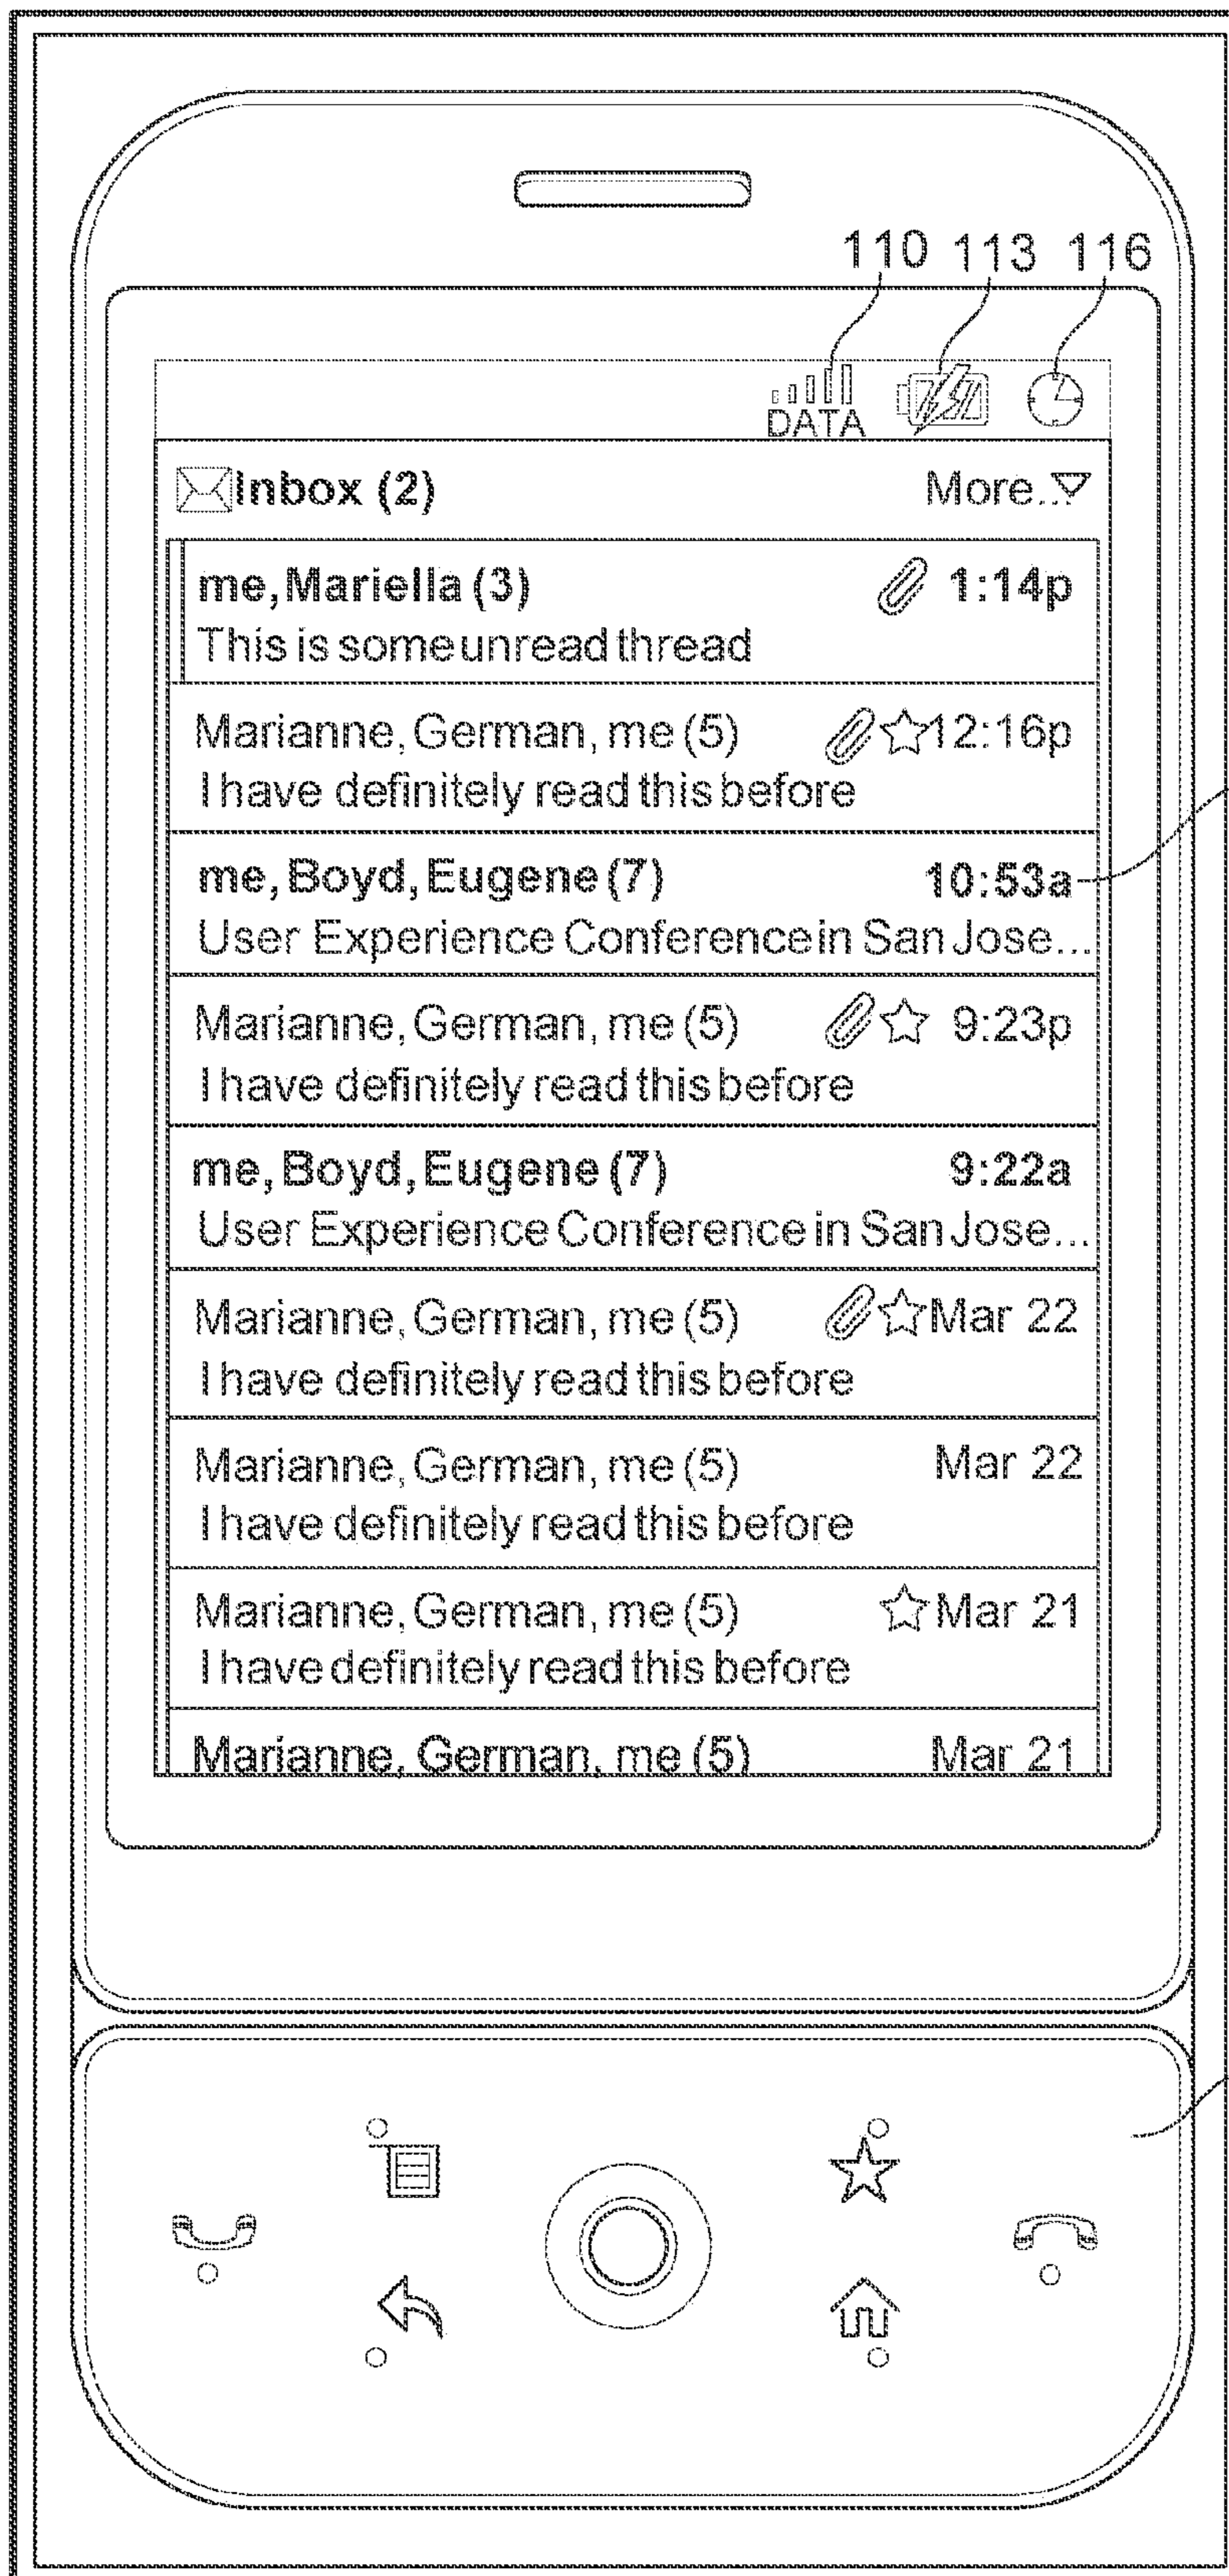 110 113 116
DATA
Inbox (2) More...
me, Mariella (3) 1:14p
This is some unread thread
Marianne, German, me (5) 12:16p
I have definitely read this before
me, Boyd, Eugene (7) 10:53a
User Experience Conference in San Jose...
Marianne, German, me (5) 9:23p
I have definitely read this before
me, Boyd, Eugene (7) 9:22a
User Experience Conference in San Jose...
Marianne, German, me (5) Mar 22
I have definitely read this before
Marianne, German, me (5) Mar 22
I have definitely read this before
Marianne, German, me (5) Mar 21
I have definitely read this before
Marianne, German, me (5) Mar 21